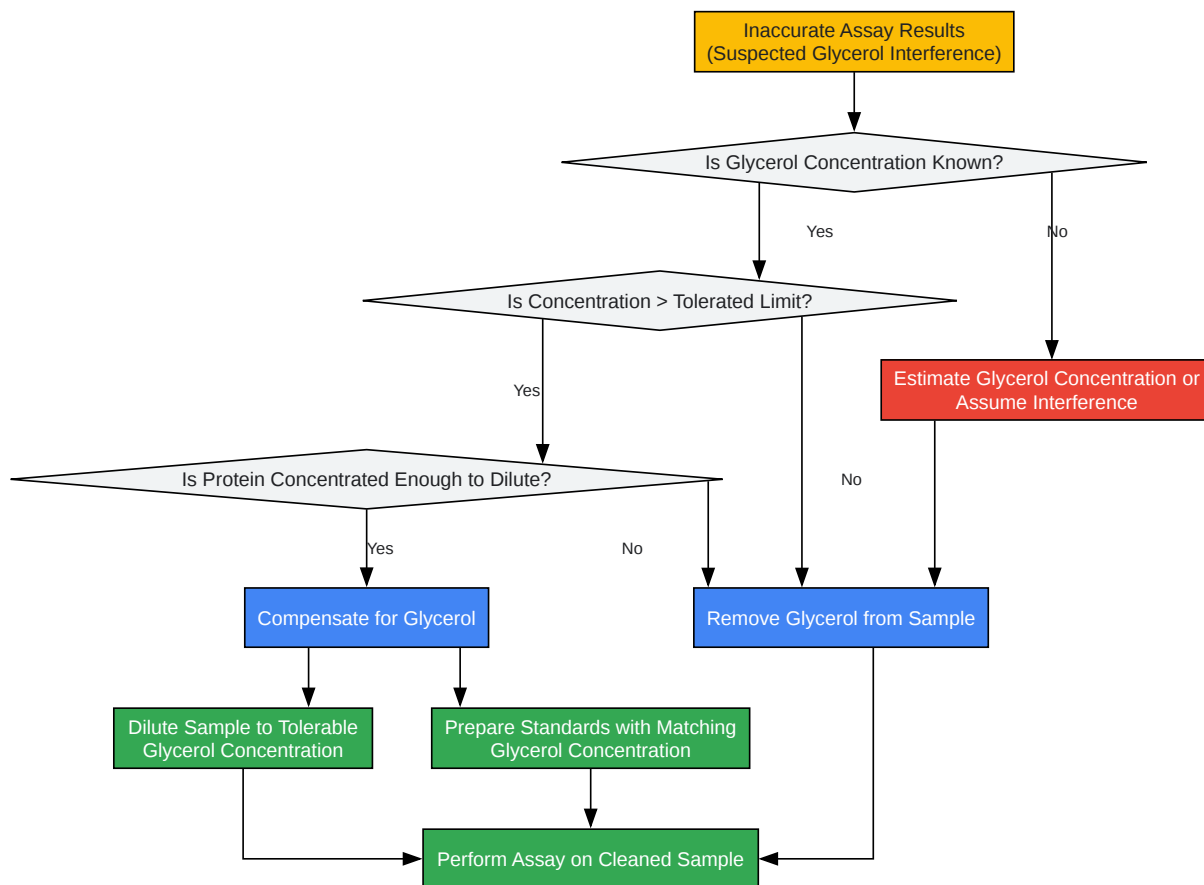 Inaccurate Assay Results
(Suspected Glycerol Interference)
Is Glycerol Concentration Known?
Yes
No
Is Concentration > Tolerated Limit?
Estimate Glycerol Concentration or
Assume Interference
Yes
No
Is Protein Concentrated Enough to Dilute?
Yes
No
Compensate for Glycerol
Remove Glycerol from Sample
Dilute Sample to Tolerable
Glycerol Concentration
Prepare Standards with Matching
Glycerol Concentration
Perform Assay on Cleaned Sample